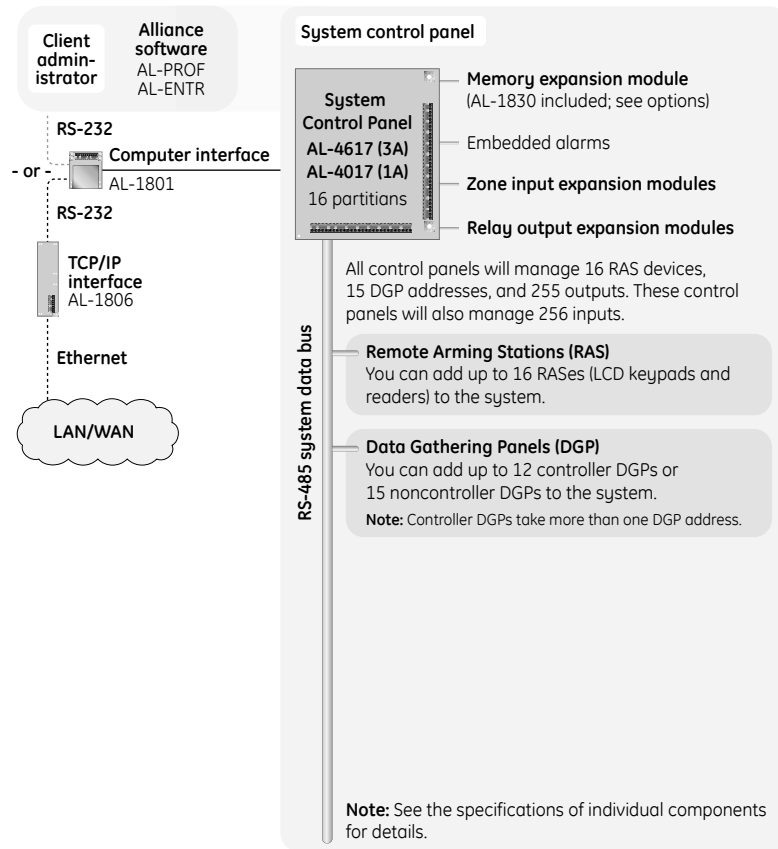 Client
admin-
istrator
Alliance
software
AL-PROF
AL-ENTR
RS-232
- or -
Computer interface
AL-1801
RS-232
TCP/IP
interface
AL-1806
Ethernet
LAN/WAN
System control panel
System
Control Panel
AL-4617 (3A)
AL-4017 (1A)
16 partitions
Memory expansion module
(AL-1830 included; see options)
Embedded alarms
Zone input expansion modules
Relay output expansion modules
All control panels will manage 16 RAS devices,
15 DGP addresses, and 255 outputs. These control
panels will also manage 256 inputs.
RS-485 system data bus
Remote Arming Stations (RAS)
You can add up to 16 RASes (LCD keypads and
readers) to the system.
Data Gathering Panels (DGP)
You can add up to 12 controller DGPs or
15 noncontroller DGPs to the system.
Note: Controller DGPs take more than one DGP address.
Note: See the specifications of individual components
for details.